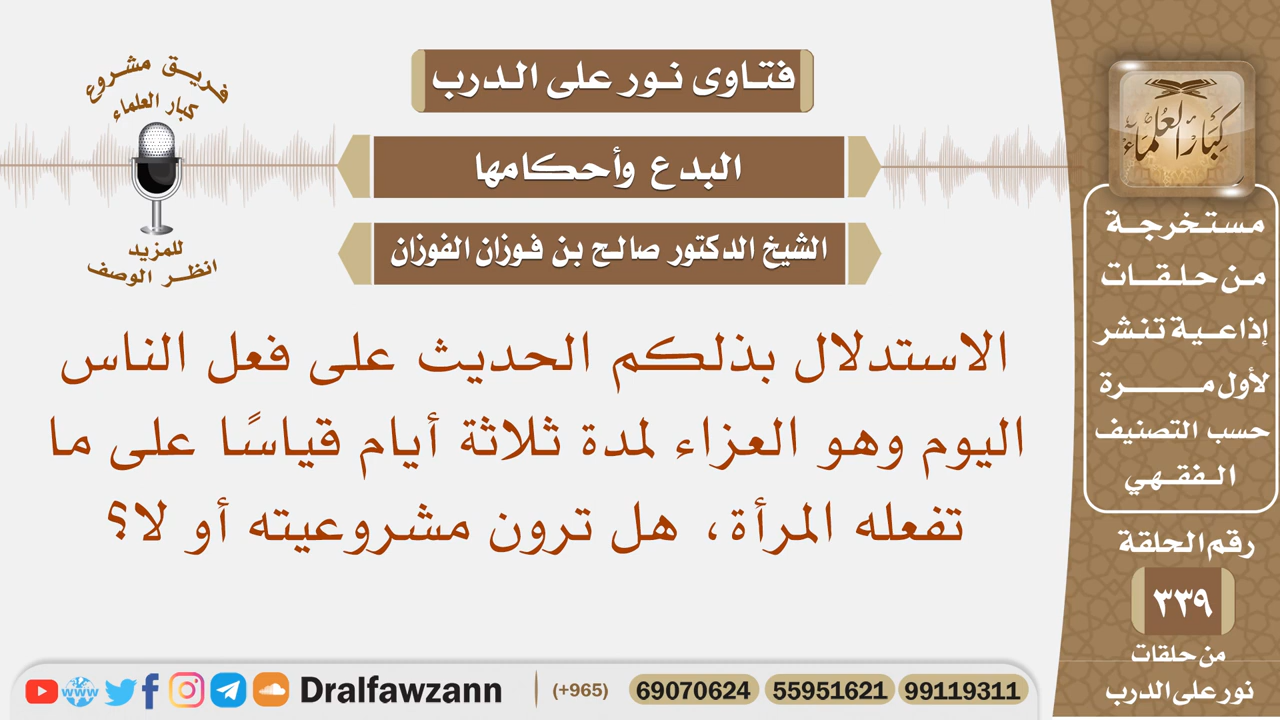 فتاوى نور على الدرب
البدع وأحكامها
الشيخ الدكتور صالح بن فوزان الفوزان
فريق مشروع
كبار العلماء
للمزيد
انظر الوصف
الاستدلال بذلكم الحديث على فعل الناس
اليوم وهو العزاء لمدة ثلاثة أيام قياسًا على ما
تفعله المرأة، هل ترون مشروعيته أو لا؟
كبار العلماء
مستخرجة
من حلقات
إذاعية تنشر
لأول مرة
حسب التصنيف
الفقهي
رقم الحلقة
٣٣٩
من حلقات
نور على الدرب
www
Dralfawzann
(+965) 69070624 55951621 99119311